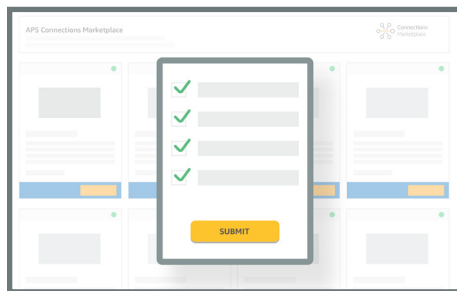 APS Connections Marketplace
Connections
Marketplace
SUBMIT